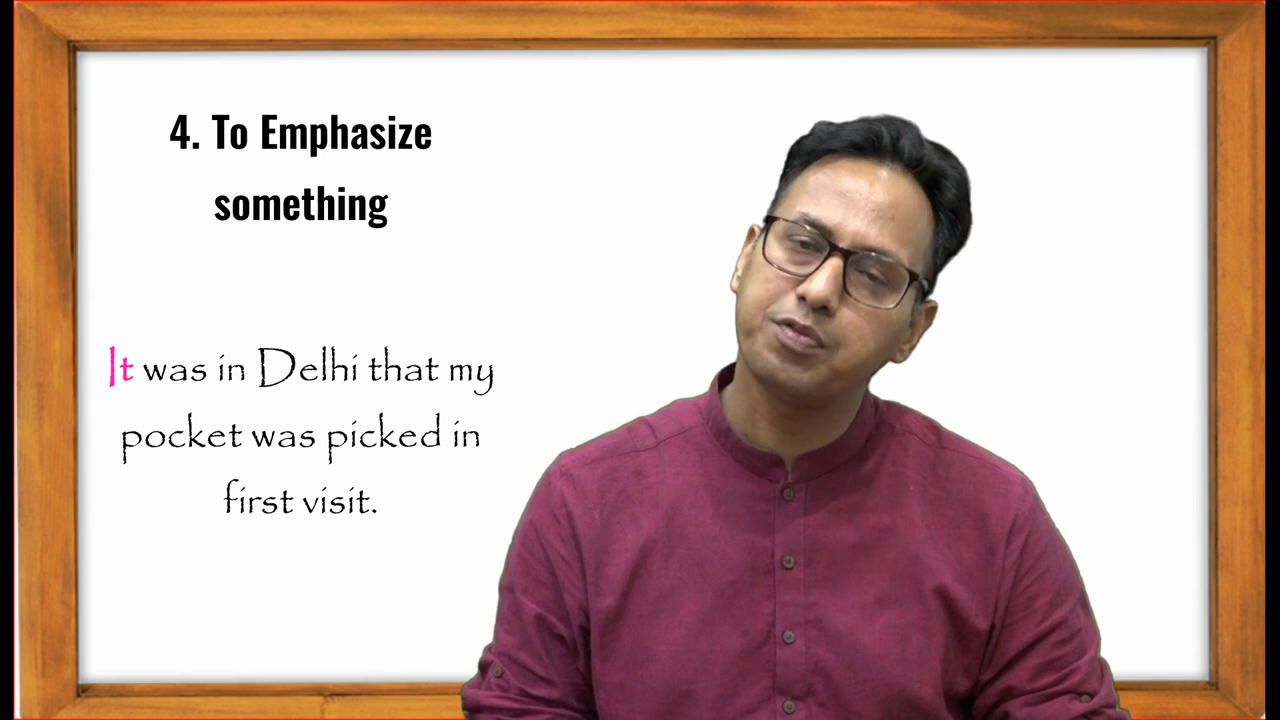 4. To Emphasize
something
It was in Delhi that my
pocket was picked in
first visit.